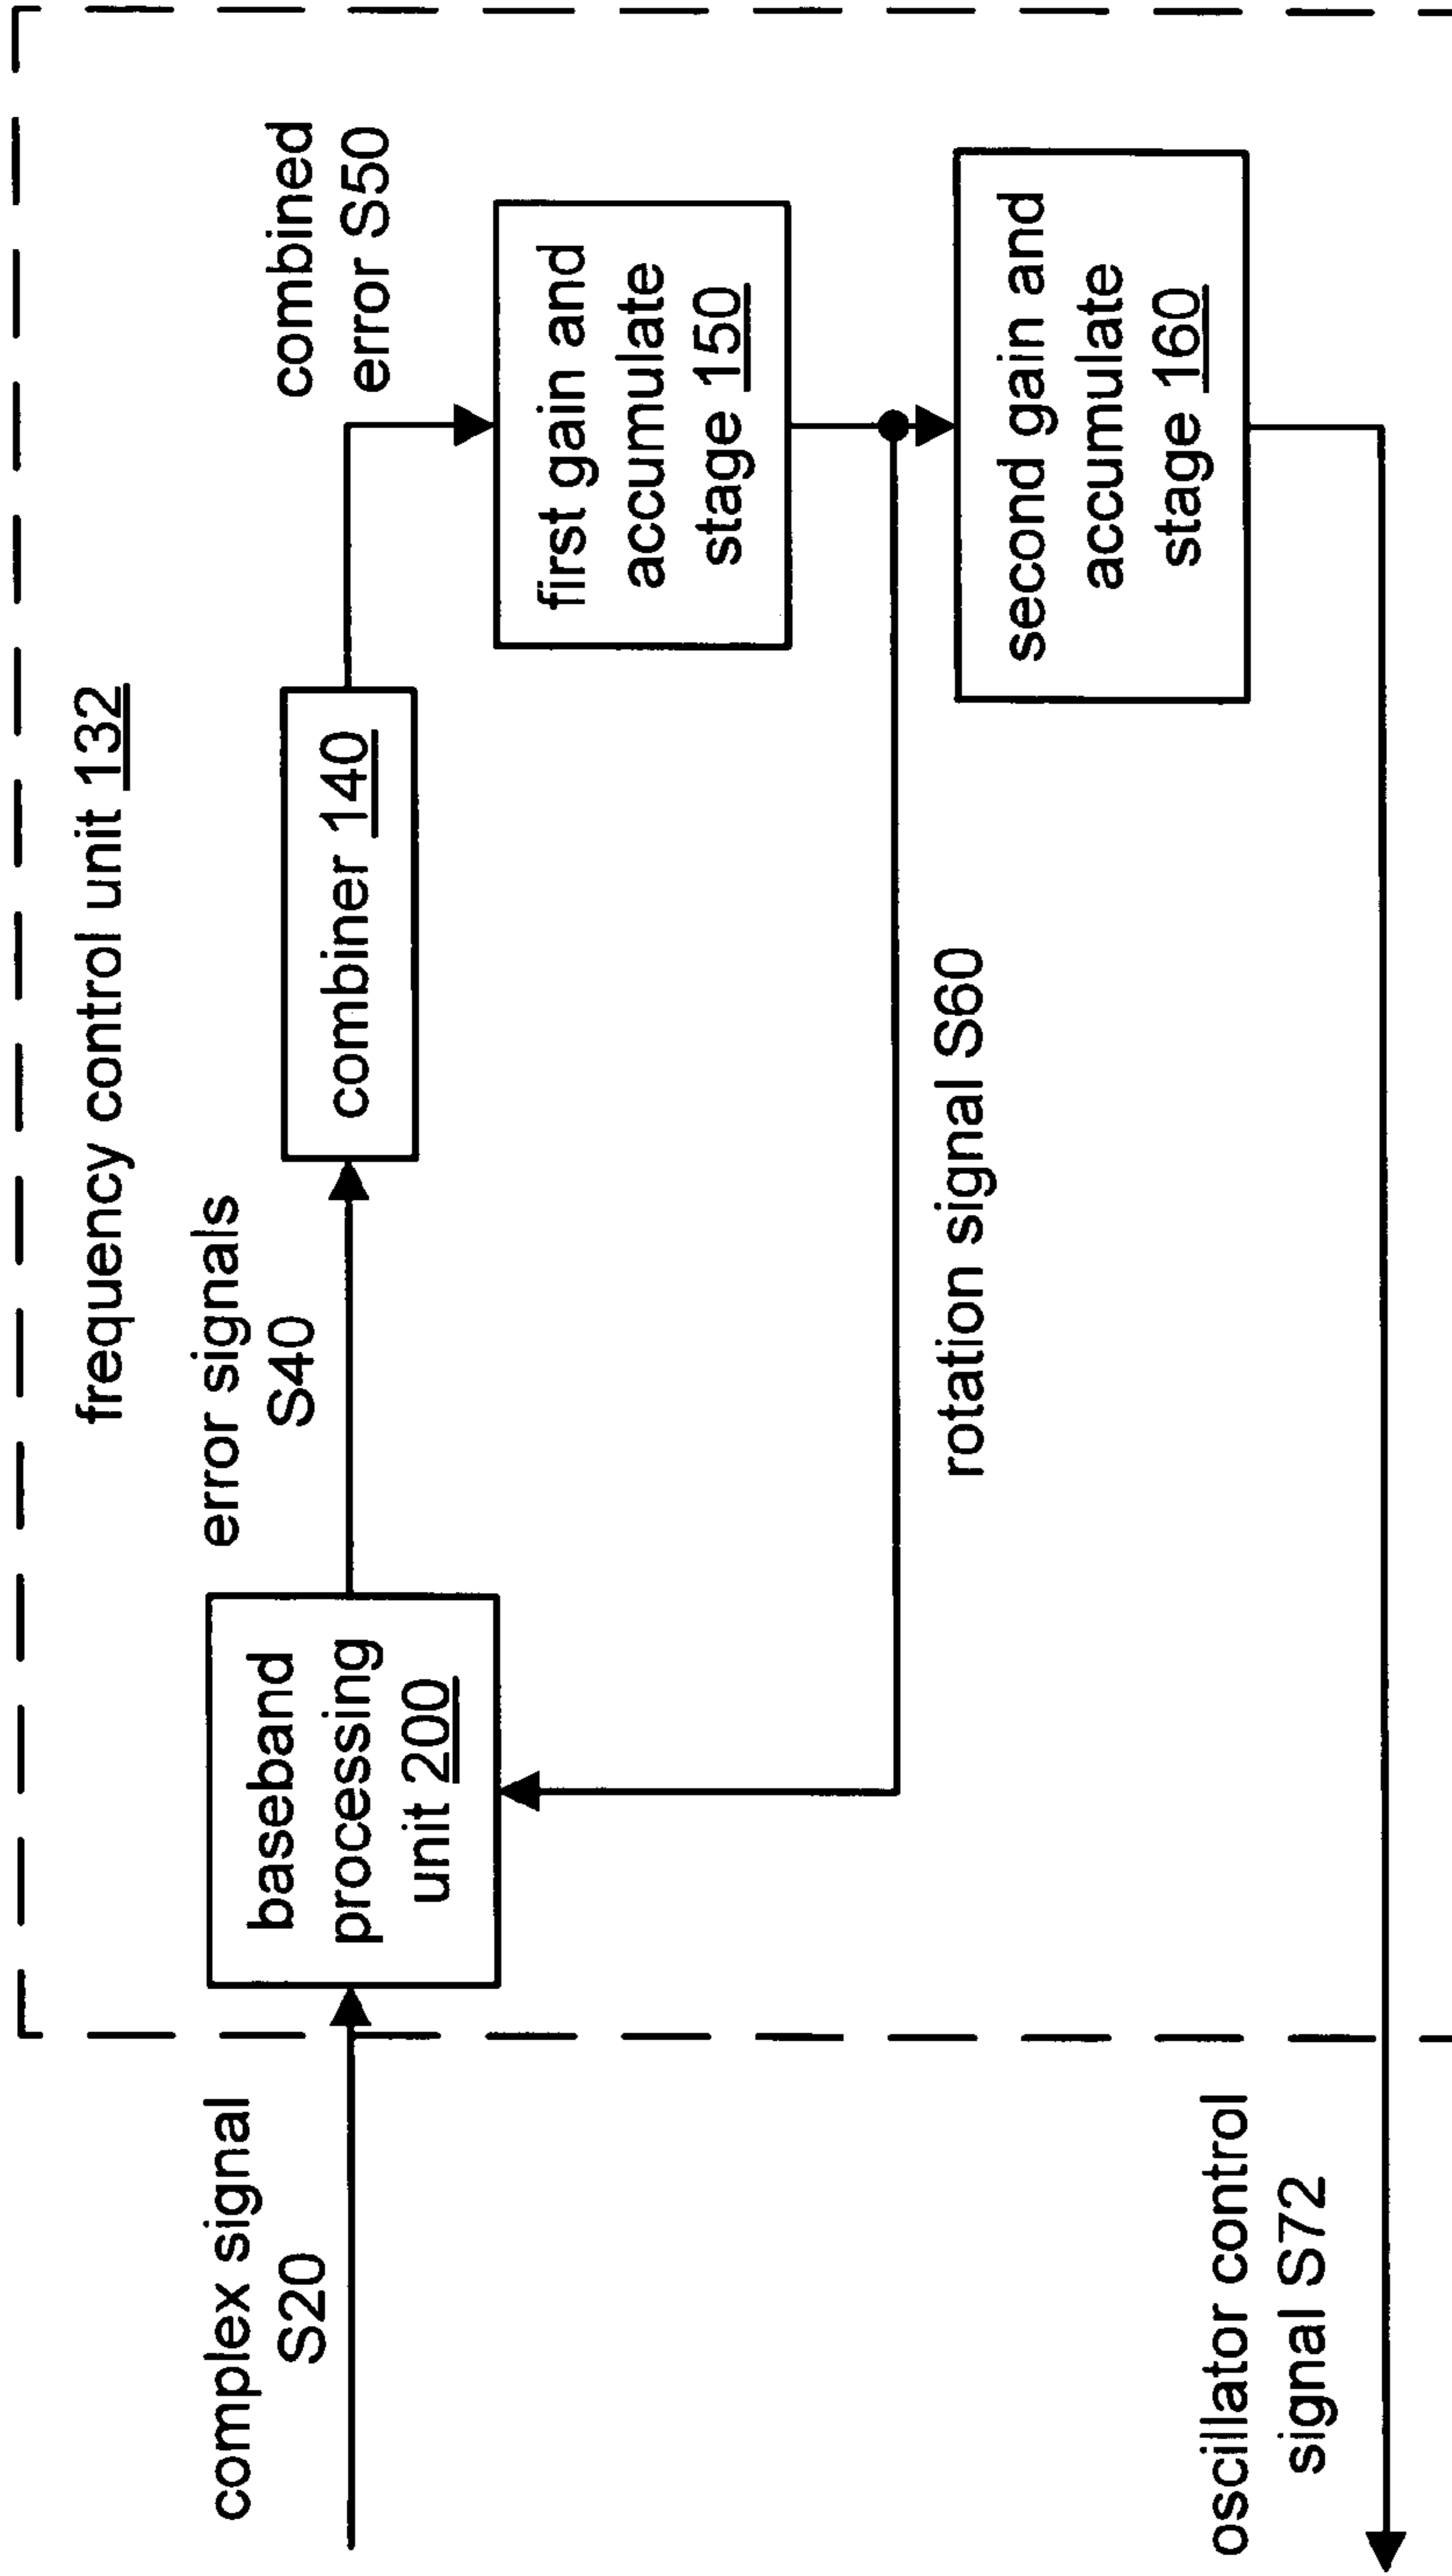 frequency control unit 132
complex signal
S20
baseband
processing
unit 200
error signals
S40
combiner 140
combined
error S50
first gain and
accumulate
stage 150
rotation signal S60
second gain and
accumulate
stage 160
oscillator control
signal S72